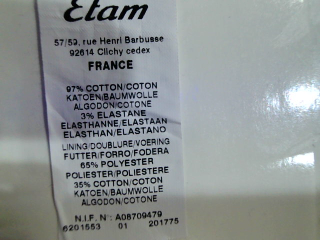 Etam
57/59, rue Henri Barbusse
92614 Clichy cedex
FRANCE
97% COTTON/COTON
KATOEN/BAUMWOLLE
ALGODON/COTONE
3% ELASTANE
ELASTHANNE/ELASTAAN
ELASTHAN/ELASTANO
LINING/DOUBLURE/VOERING
FUTTER/FORRO/FODERA
65% POLYESTER
POLIESTER/POLIESTERE
35% COTTON/COTON
KATOEN/BAUMWOLLE
ALGODON/COTONE
N.I.F. N°: A08709479
6201553 01 201775